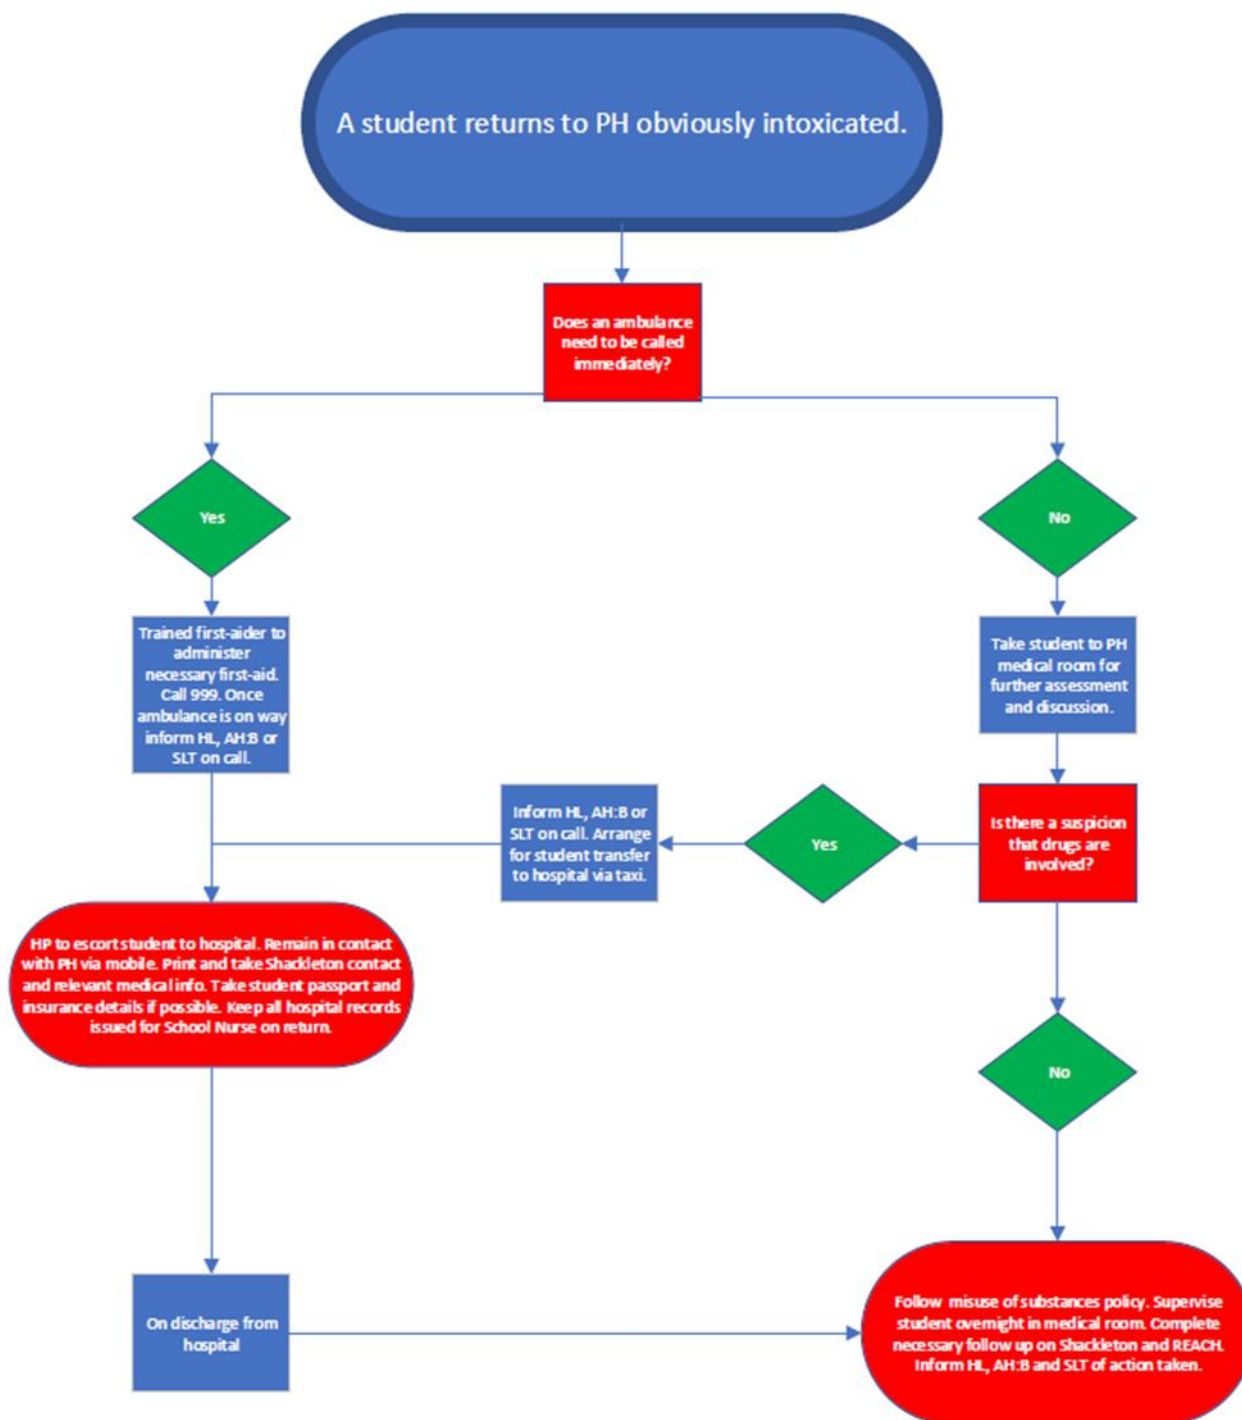 A student returns to PH obviously intoxicated.
Does an ambulance
need to be called
immediately?
Yes
No
Trained first-aider to
administer
necessary first-aid.
Call 999. Once
ambulance is on way
inform HL, AH:B or
SLT on call.
Take student to PH
medical room for
further assessment
and discussion.
Inform HL, AH:B or
SLT on call. Arrange
for student transfer
to hospital via taxi.
Yes
Is there a suspicion
that drugs are
involved?
HP to escort student to hospital. Remain in contact
with PH via mobile. Print and take Shackleton contact
and relevant medical info. Take student passport and
insurance details if possible. Keep all hospital records
issued for School Nurse on return.
No
On discharge from
hospital
Follow misuse of substances policy. Supervise
student overnight in medical room. Complete
necessary follow up on Shackleton and REACH.
Inform HL, AH:B and SLT of action taken.